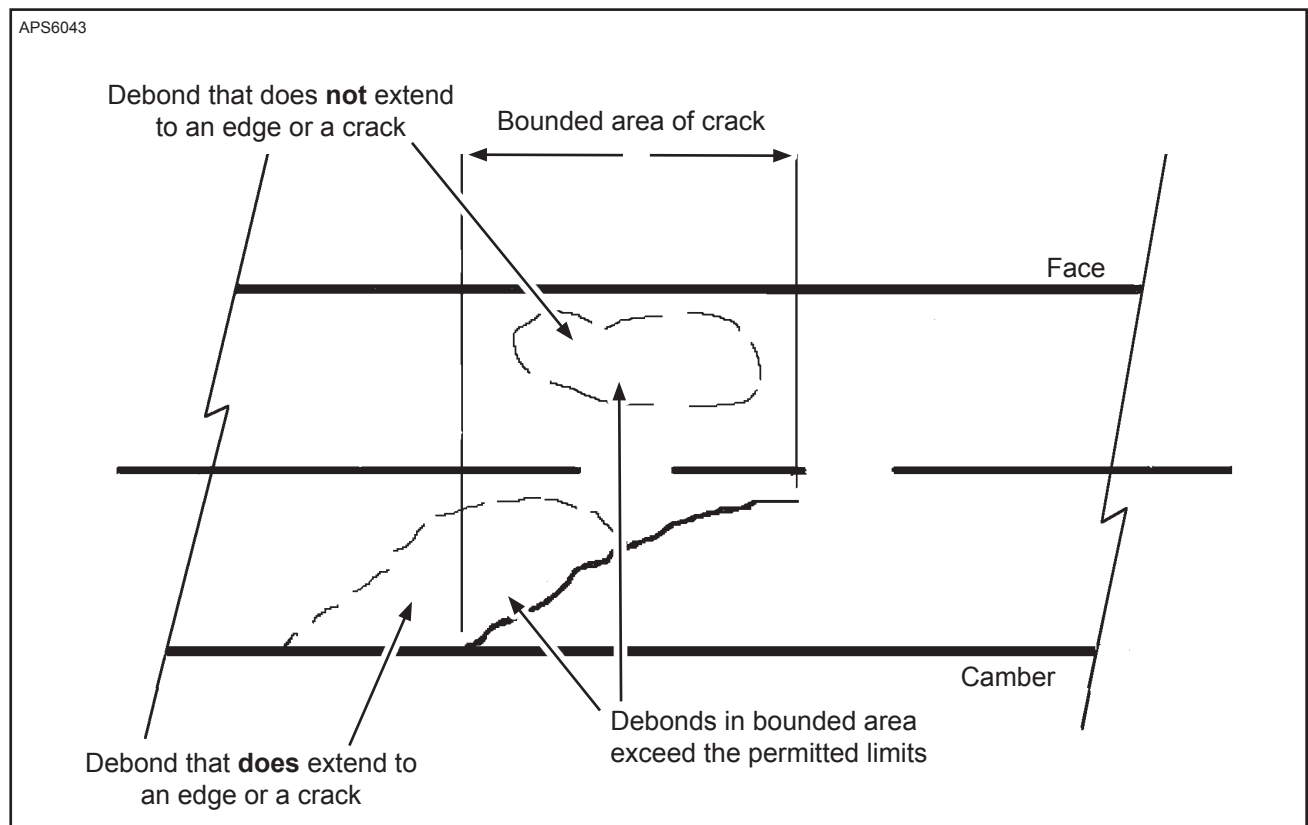 APS6043
Debond that does not extend
to an edge or a crack
Bounded area of crack
Face
Camber
Debonds in bounded area
exceed the permitted limits
Debond that does extend to
an edge or a crack